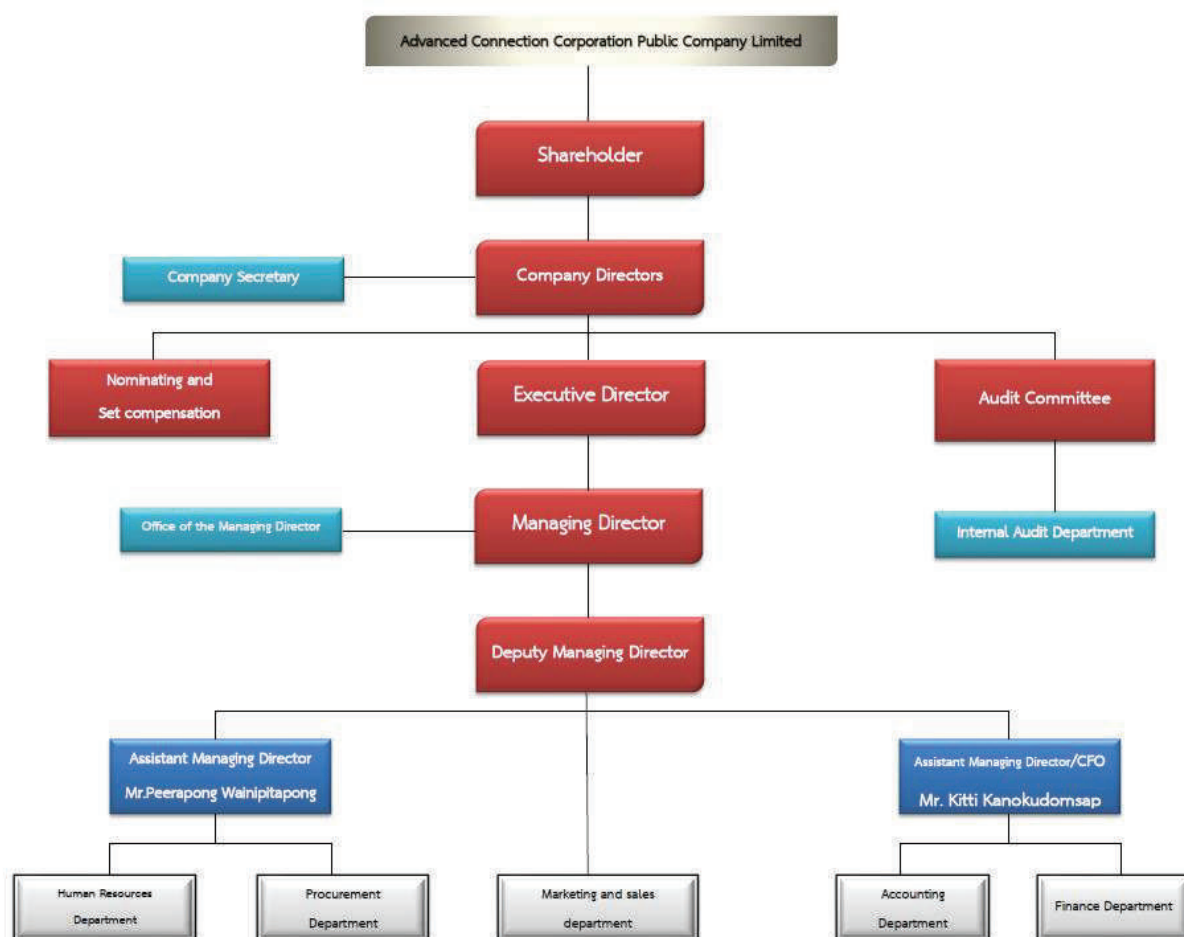 Advanced Connection Corporation Public Company Limited
Shareholder
Company Secretary
Company Directors
Nominating and
Set compensation
Executive Director
Audit Committee
Office of the Managing Director
Managing Director
Internal Audit Department
Deputy Managing Director
Assistant Managing Director
Mr.Peerapong Wainipitapong
Assistant Managing Director/CFO
Mr. Kitti Kanokudomsap
Human Resources
Department
Procurement
Department
Marketing and sales
department
Accounting
Department
Finance Department